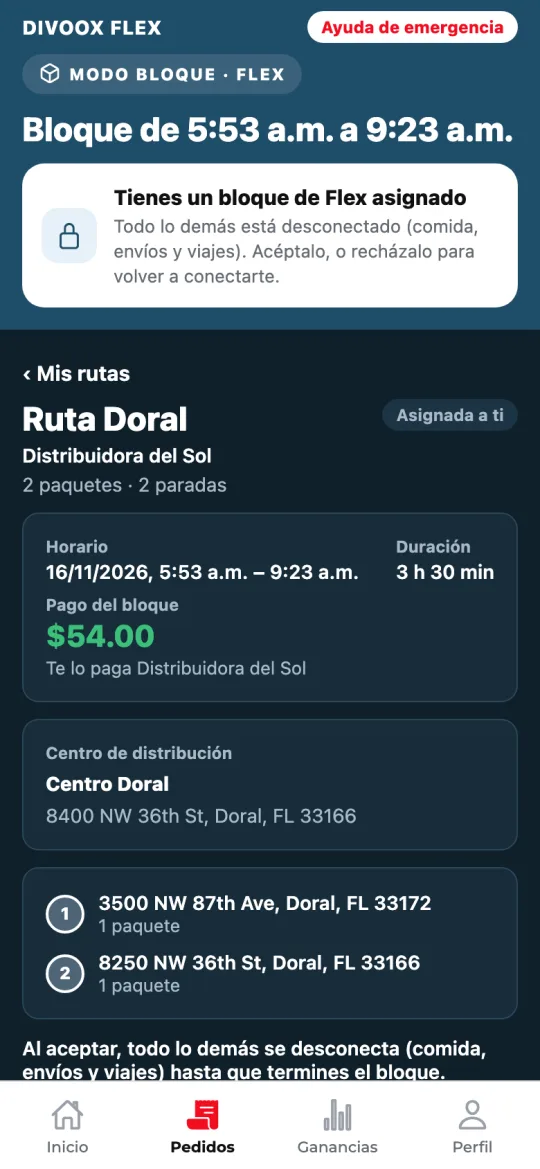 DIVOOX FLEX
Ayuda de emergencia
MODO BLOQUE · FLEX
Bloque de 5:53 a.m. a 9:23 a.m.
Tienes un bloque de Flex asignado
Todo lo demás está desconectado (comida,
envíos y viajes). Acéptalo, o recházalo para
volver a conectarte.
‹ Mis rutas
Ruta Doral
Asignada a ti
Distribuidora del Sol
2 paquetes · 2 paradas
Horario
16/11/2026, 5:53 a.m. – 9:23 a.m.
Duración
3 h 30 min
Pago del bloque
$54.00
Te lo paga Distribuidora del Sol
Centro de distribución
Centro Doral
8400 NW 36th St, Doral, FL 33166
1
3500 NW 87th Ave, Doral, FL 33172
1 paquete
2
8250 NW 36th St, Doral, FL 33166
1 paquete
Al aceptar, todo lo demás se desconecta (comida,
envíos y viajes) hasta que termines el bloque.
Inicio
Pedidos
Ganancias
Perfil